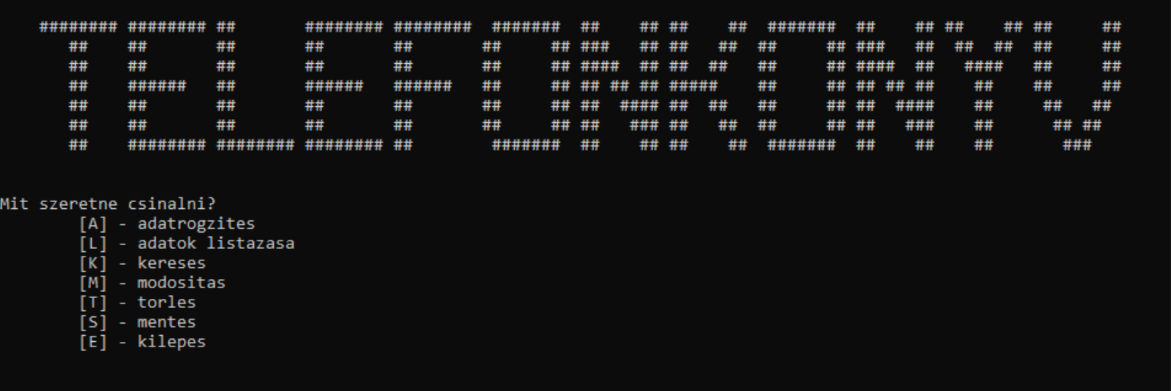 TELEFONKONYV
Mit szeretne csinalni?
[A] - adatrogzites
[L] - adatok listazasa
[K] - kereses
[M] - modositas
[T] - torles
[S] - mentes
[E] - kilepes